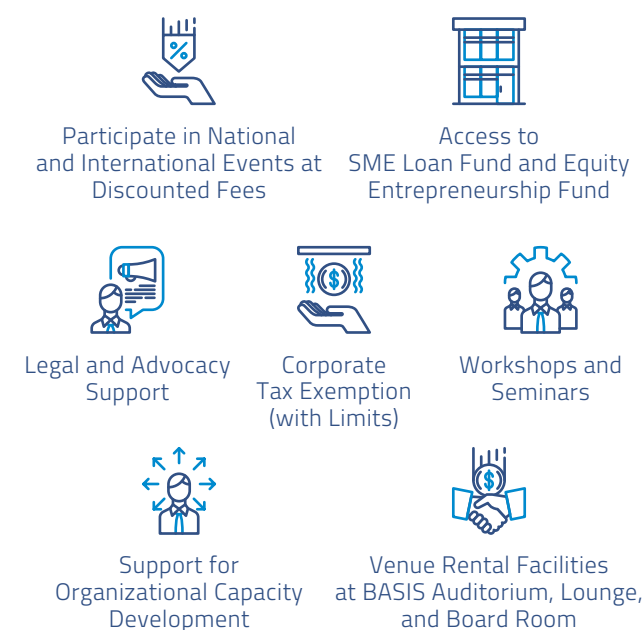 Participate in National
and International Events at
Discounted Fees
Access to
SME Loan Fund and Equity
Entrepreneurship Fund
Legal and Advocacy
Support
Corporate
Tax Exemption
(with Limits)
Workshops and
Seminars
Support for
Organizational Capacity
Development
Venue Rental Facilities
at BASIS Auditorium, Lounge,
and Board Room